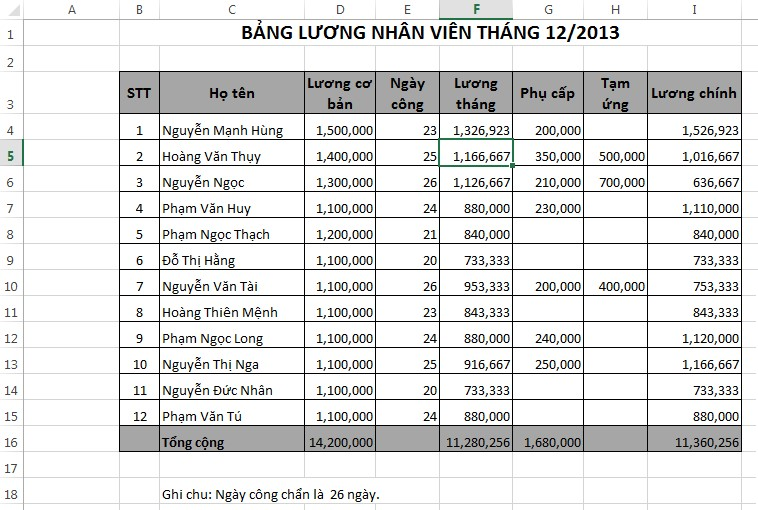 A B C D E F G H I
1 BẢNG LƯƠNG NHÂN VIÊN THÁNG 12/2013
2
3 STT Họ tên Lương cơ bản Ngày công Lương tháng Phụ cấp Tạm ứng Lương chính
4 1 Nguyễn Mạnh Hùng 1,500,000 23 1,326,923 200,000 1,526,923
5 2 Hoàng Văn Thụy 1,400,000 25 1,166,667 350,000 500,000 1,016,667
6 3 Nguyễn Ngọc 1,300,000 26 1,126,667 210,000 700,000 636,667
7 4 Phạm Văn Huy 1,100,000 24 880,000 230,000 1,110,000
8 5 Phạm Ngọc Thạch 1,200,000 21 840,000 840,000
9 6 Đỗ Thị Hằng 1,100,000 20 733,333 733,333
10 7 Nguyễn Văn Tài 1,100,000 26 953,333 200,000 400,000 753,333
11 8 Hoàng Thiên Mệnh 1,100,000 23 843,333 843,333
12 9 Phạm Ngọc Long 1,100,000 24 880,000 240,000 1,120,000
13 10 Nguyễn Thị Nga 1,100,000 25 916,667 250,000 1,166,667
14 11 Nguyễn Đức Nhân 1,100,000 20 733,333 733,333
15 12 Phạm Văn Tú 1,100,000 24 880,000 880,000
16 Tổng cộng 14,200,000 11,280,256 1,680,000 11,360,256
17
18 Ghi chu: Ngày công chẩn là 26 ngày.